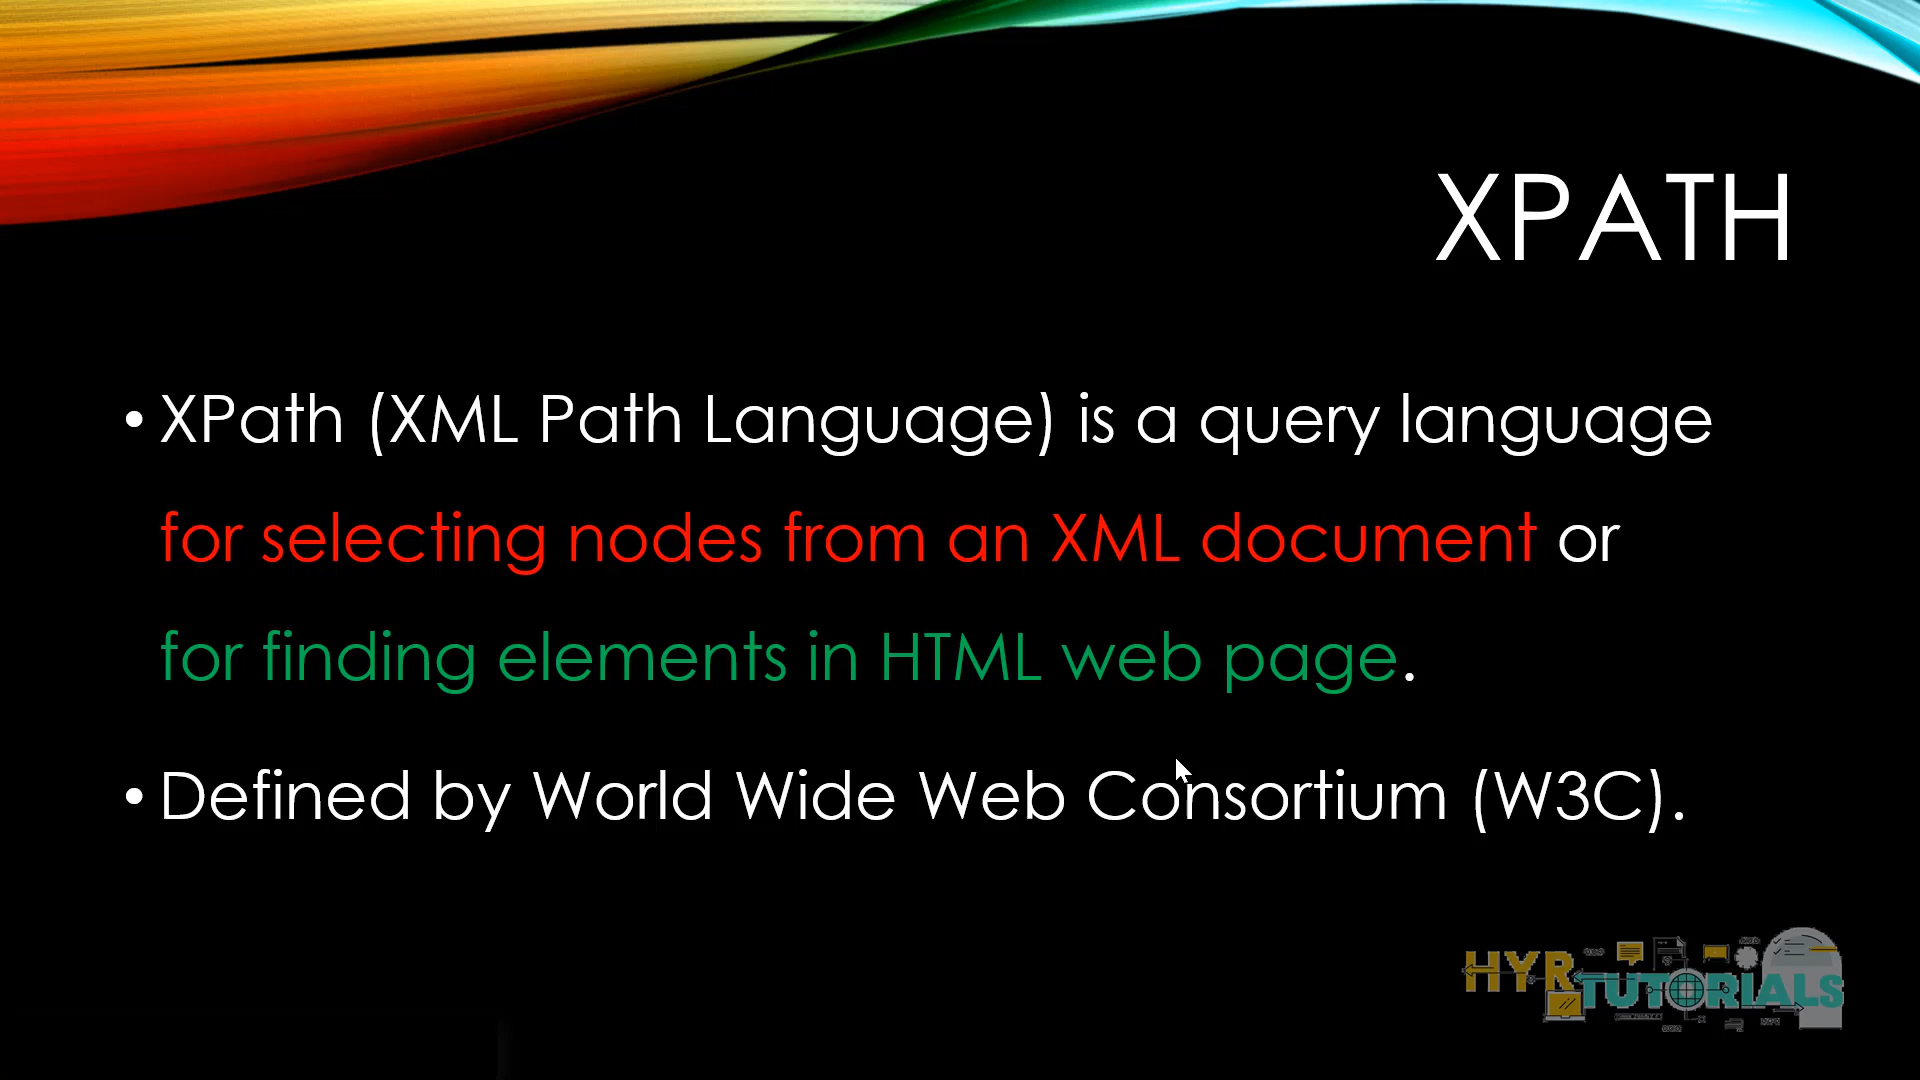 XPATH
• XPath (XML Path Language) is a query language
for selecting nodes from an XML document or
for finding elements in HTML web page.
• Defined by World Wide Web Consortium (W3C).
HYR TUTORIALS